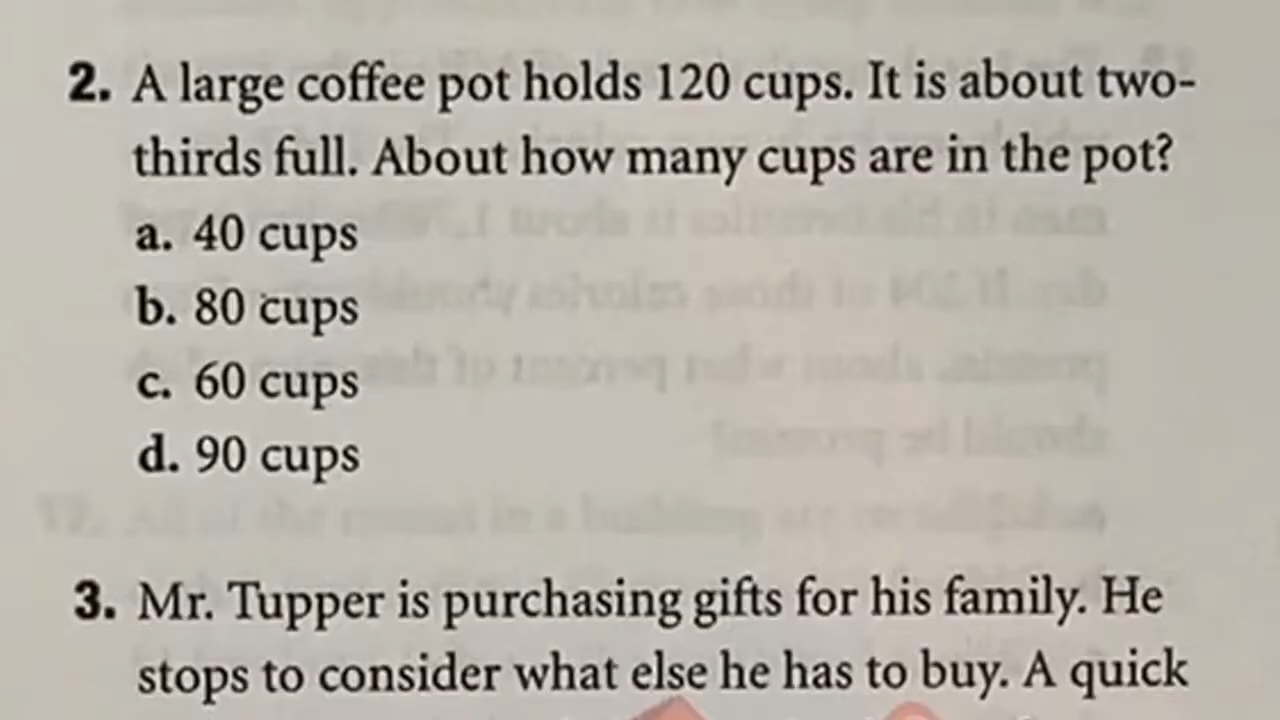 2. A large coffee pot holds 120 cups. It is about two-
thirds full. About how many cups are in the pot?
a. 40 cups
b. 80 cups
c. 60 cups
d. 90 cups
3. Mr. Tupper is purchasing gifts for his family. He
stops to consider what else he has to buy. A quick